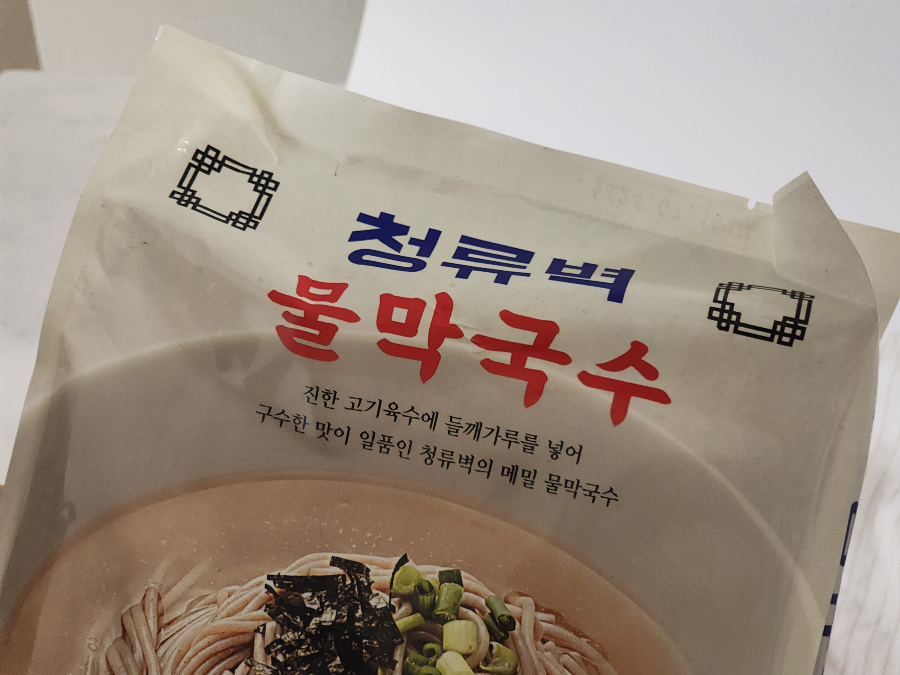 청류벽
물막국수
진한 고기육수에 들깨가루를 넣어
구수한 맛이 일품인 청류벽의 메밀 물막국수